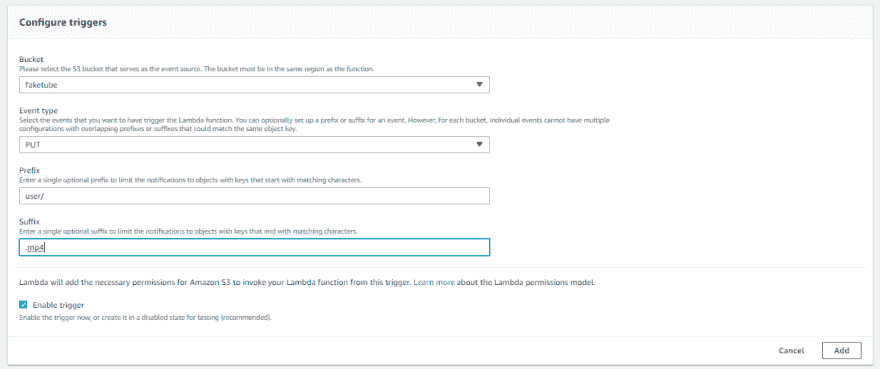 Configure triggers
Bucket
Please select the S3 bucket that serves as the event source. The bucket must be in the same region as the function.
faketube
Event type
Select the events that you want to have trigger the Lambda function. You can optionally set up a prefix or suffix for an event. However, for each bucket, individual events cannot have multiple
configurations with overlapping prefixes or suffixes that could match the same object key.
PUT
Prefix
Enter a single optional prefix to limit the notifications to objects with keys that start with matching characters.
user/
Suffix
Enter a single optional suffix to limit the notifications to objects with keys that end with matching characters.
.mp4
Lambda will add the necessary permissions for Amazon S3 to invoke your Lambda function from this trigger. Learn more about the Lambda permissions model.
Enable trigger
Enable the trigger now, or create it in a disabled state for testing (recommended).
Cancel Add